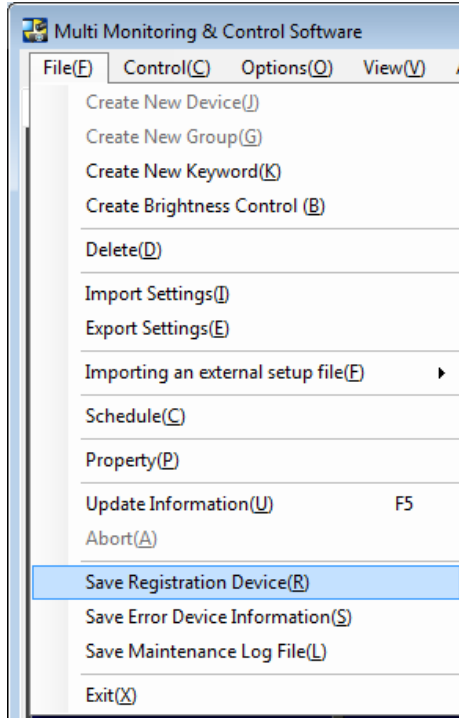 Multi Monitoring & Control Software
File(F) Control(C) Options(O) View(V)
Create New Device(J)
Create New Group(G)
Create New Keyword(K)
Create Brightness Control (B)
Delete(D)
Import Settings(I)
Export Settings(E)
Importing an external setup file(F)
Schedule(C)
Property(P)
Update Information(U) F5
Abort(A)
Save Registration Device(R)
Save Error Device Information(S)
Save Maintenance Log File(L)
Exit(X)